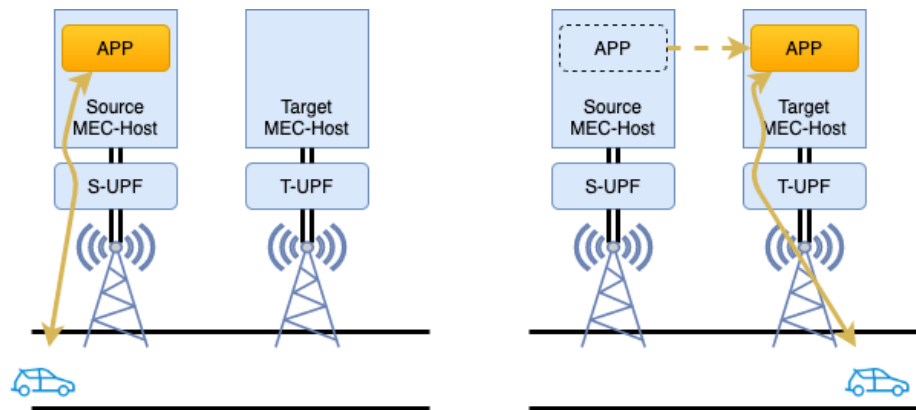 APP
Source
MEC-Host
S-UPF
Target
MEC-Host
T-UPF
APP
Source
MEC-Host
S-UPF
APP
Target
MEC-Host
T-UPF